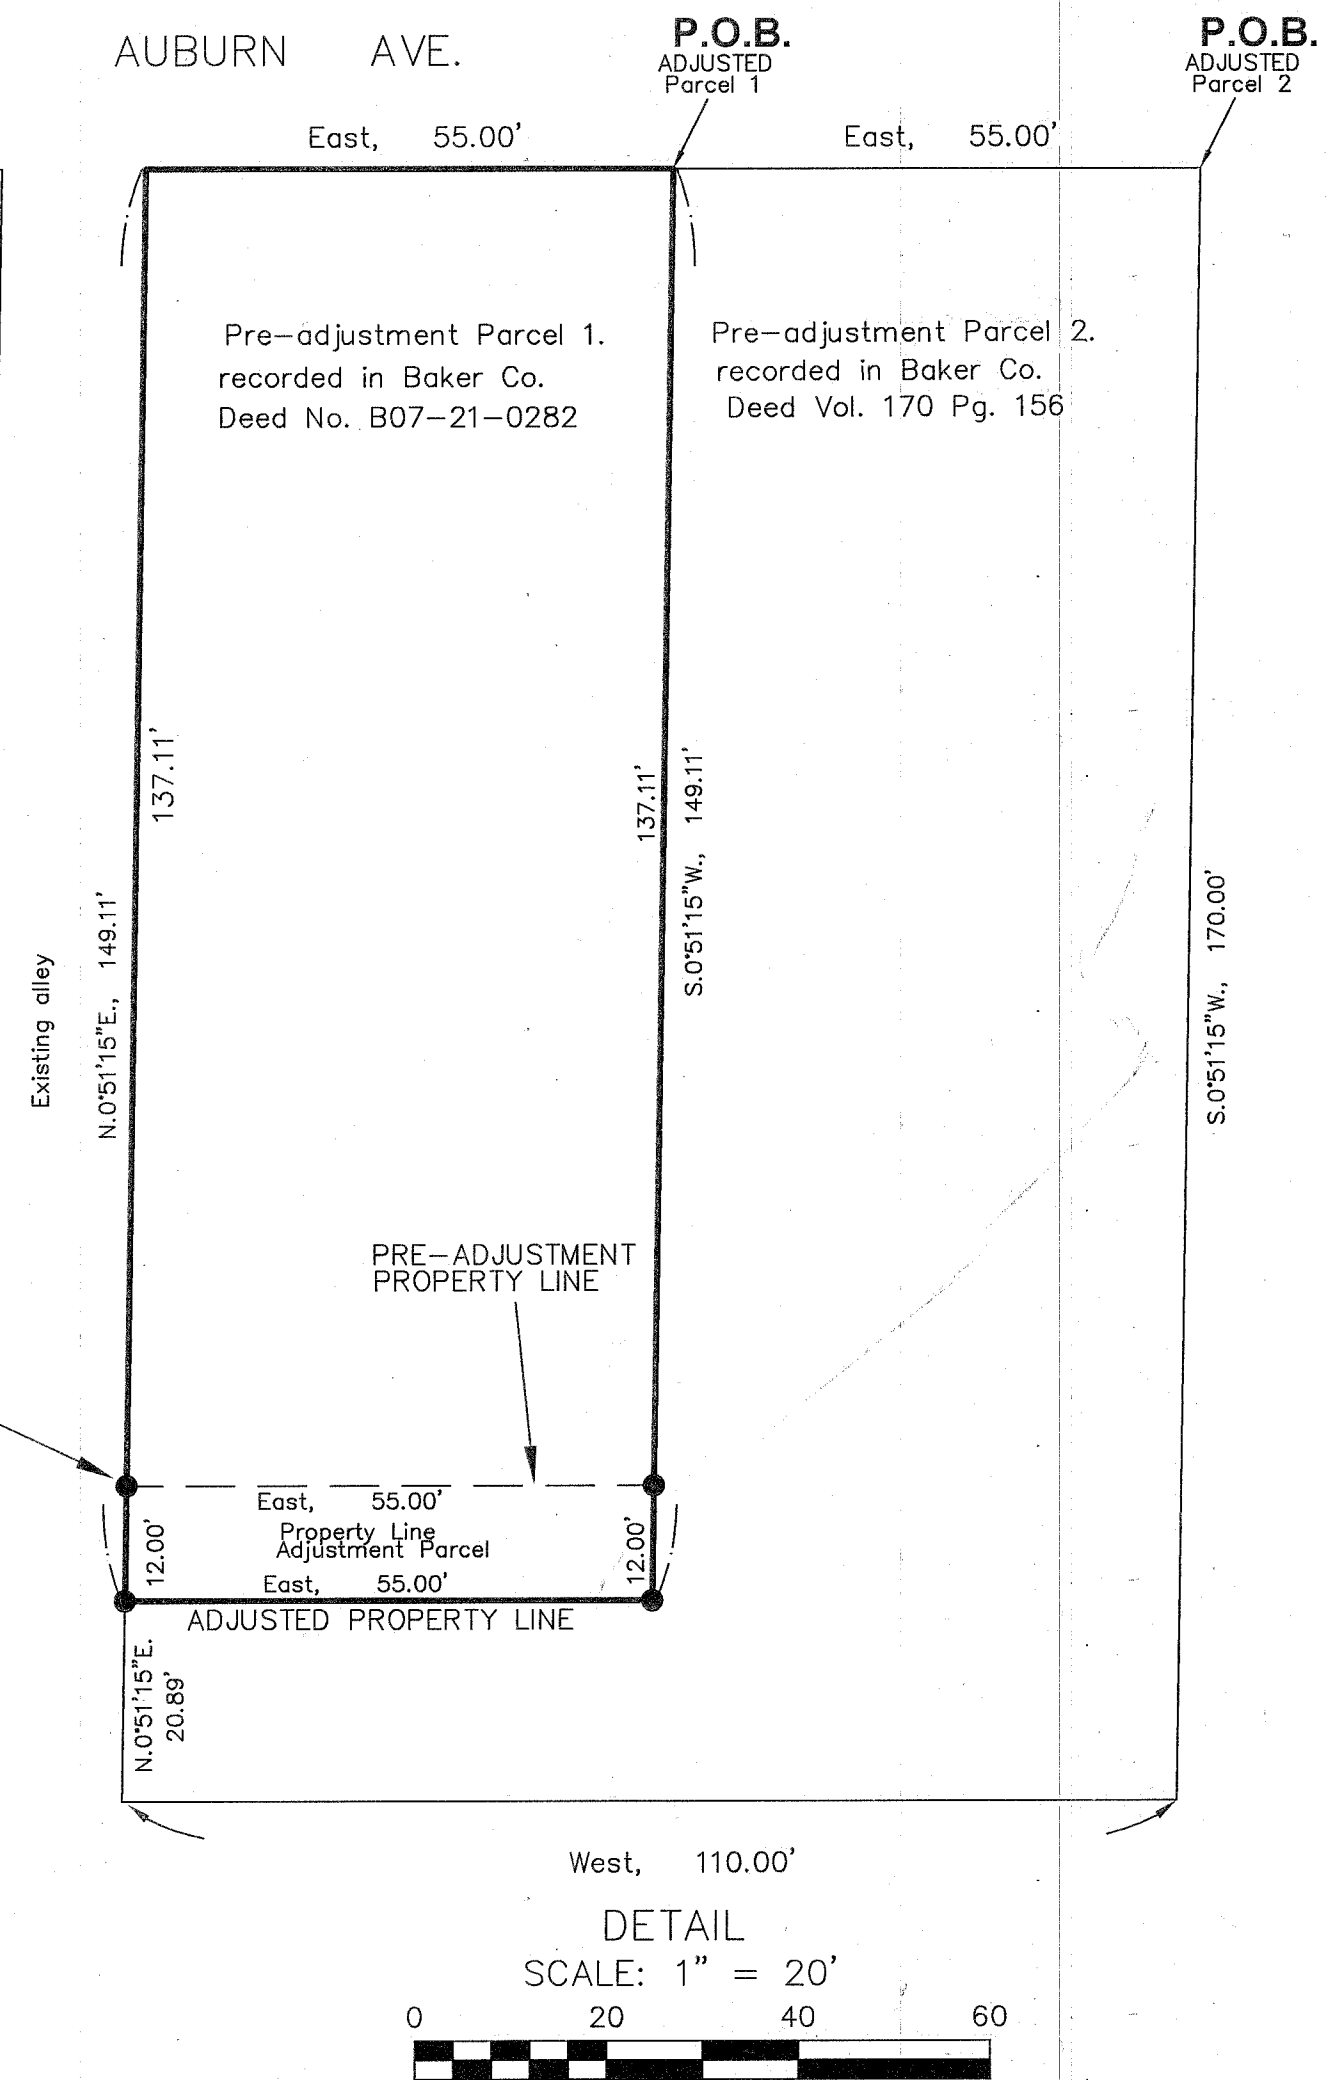 AUBURN AVE.
P.O.B.
ADJUSTED
Parcel 1
P.O.B.
ADJUSTED
Parcel 2
East, 55.00'
East, 55.00'
Pre-adjustment Parcel 1.
recorded in Baker Co.
Deed No. B07-21-0282
Pre-adjustment Parcel 2.
recorded in Baker Co.
Deed Vol. 170 Pg. 156
137.11'
137.11'
S.0°51'15"W., 149.11'
N.0°51'15"E., 149.11'
Existing alley
S.0°51'15"W., 170.00'
PRE-ADJUSTMENT
PROPERTY LINE
East, 55.00'
Property Line
Adjustment Parcel
12.00'
12.00'
East, 55.00'
ADJUSTED PROPERTY LINE
N.0°51'15"E.
20.89'
West, 110.00'
DETAIL
SCALE: 1" = 20'
0 20 40 60